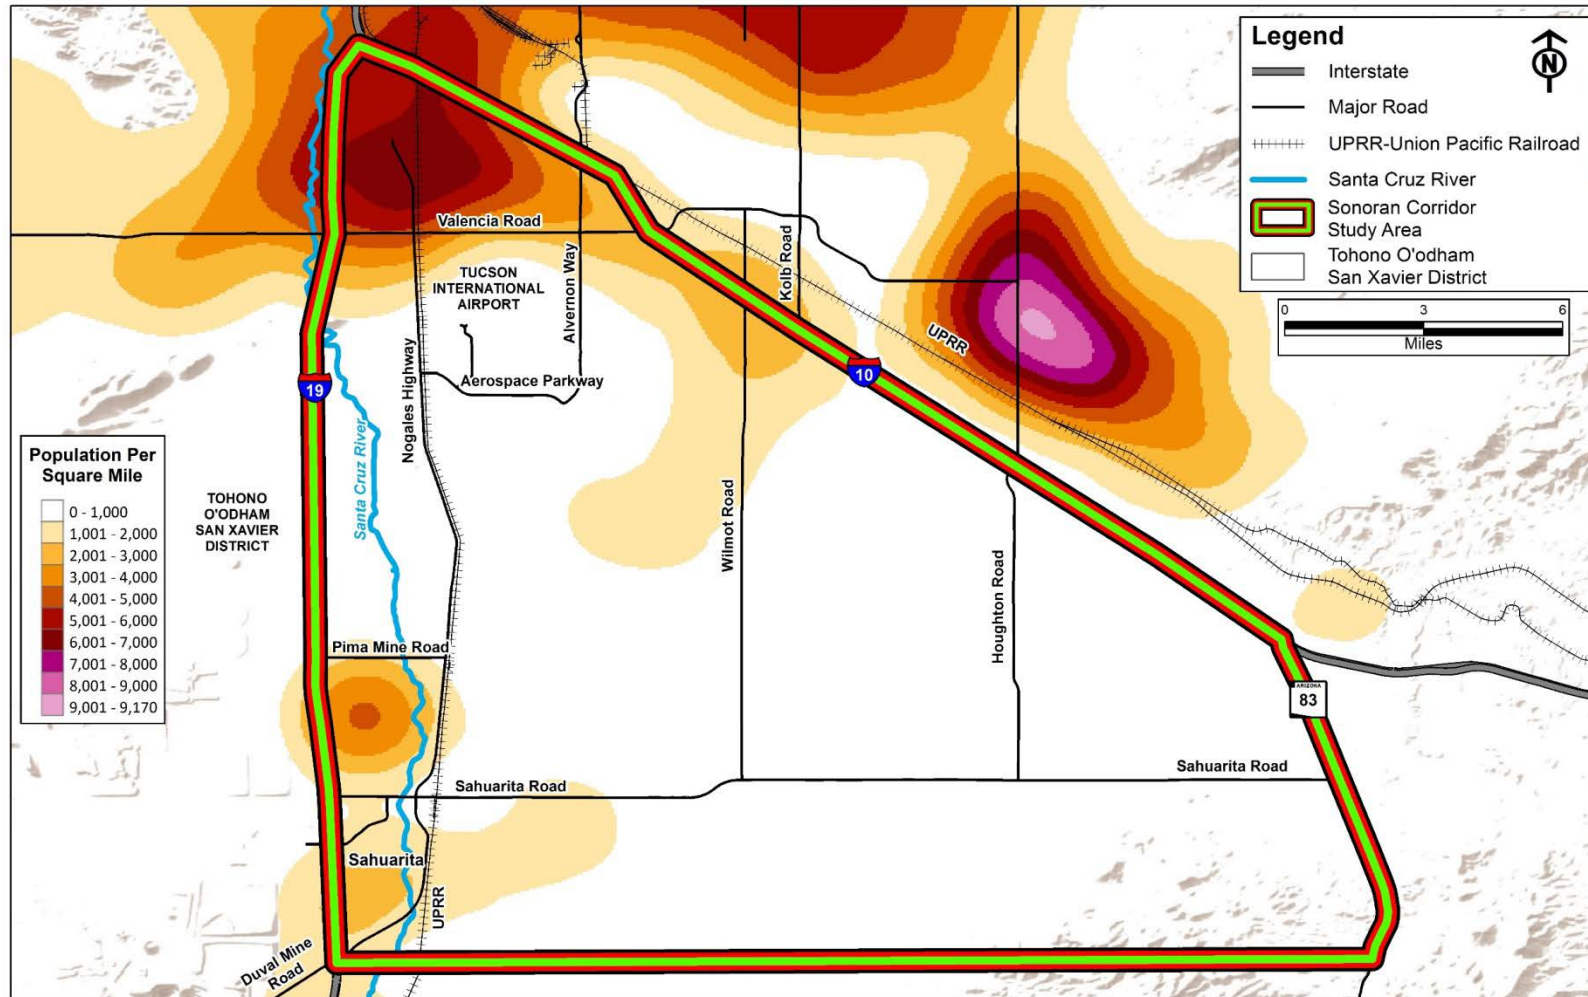 Legend
N
Interstate
Major Road
UPRR-Union Pacific Railroad
Santa Cruz River
Sonoran Corridor
Study Area
Tohono O'odham
San Xavier District
0 3 6
Miles
Valencia Road
Kolb Road
TUCSON
INTERNATIONAL
AIRPORT
Alvernon Way
UPRR
10
19
Aerospace Parkway
Nogales Highway
Santa Cruz River
Population Per
Square Mile
0 - 1,000
1,001 - 2,000
2,001 - 3,000
3,001 - 4,000
4,001 - 5,000
5,001 - 6,000
6,001 - 7,000
7,001 - 8,000
8,001 - 9,000
9,001 - 9,170
TOHONO
O'ODHAM
SAN XAVIER
DISTRICT
Wilmot Road
Houghton Road
Pima Mine Road
ARIZONA
83
Sahuarita Road
Sahuarita Road
Sahuarita
UPRR
Duval Mine
Road